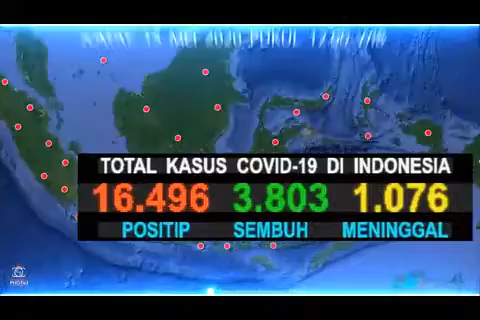 TOTAL KASUS COVID-19 DI INDONESIA
16.496 3.803 1.076
POSITIP SEMBUH MENINGGAL